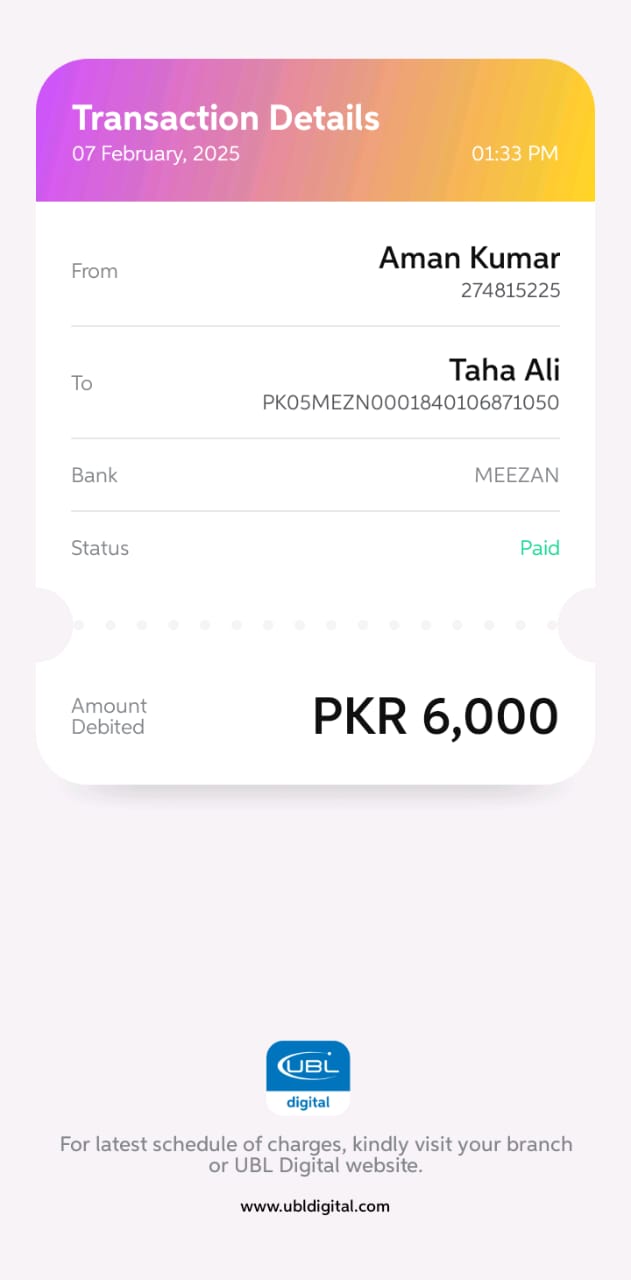 Transaction Details
07 February, 2025 01:33 PM
From Aman Kumar
274815225
To Taha Ali
PK05MEZN0001840106871050
Bank MEEZAN
Status Paid
Amount
Debited PKR 6,000
UBL
digital
For latest schedule of charges, kindly visit your branch
or UBL Digital website.
www.ubldigital.com